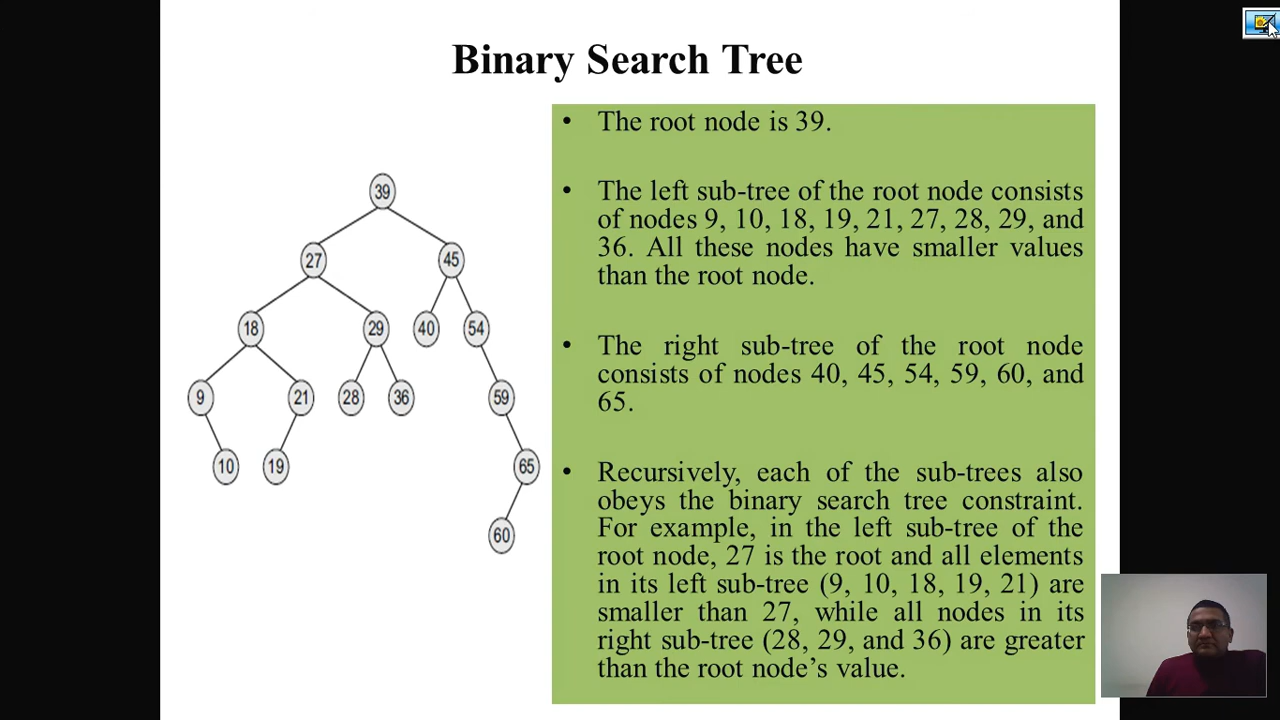 Binary Search Tree
• The root node is 39.
• The left sub-tree of the root node consists
of nodes 9, 10, 18, 19, 21, 27, 28, 29, and
36. All these nodes have smaller values
than the root node.
• The right sub-tree of the root node
consists of nodes 40, 45, 54, 59, 60, and
65.
• Recursively, each of the sub-trees also
obeys the binary search tree constraint.
For example, in the left sub-tree of the
root node, 27 is the root and all elements
in its left sub-tree (9, 10, 18, 19, 21) are
smaller than 27, while all nodes in its
right sub-tree (28, 29, and 36) are greater
than the root node’s value.
39
27 45
18 29 40 54
9 21 28 36 59
10 19 65
60